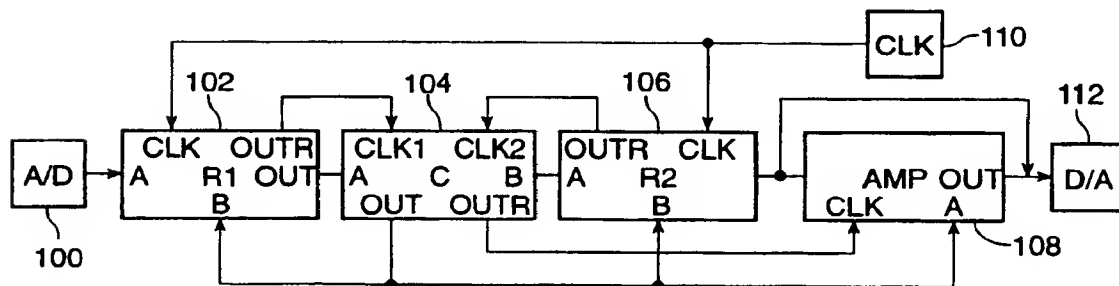 CLK 110
102 104 106 112
CLK OUTR CLK1 CLK2 OUTR CLK
A/D A R1 OUT A C B A R2 AMP OUT D/A
B OUT OUTR B CLK A
100 108